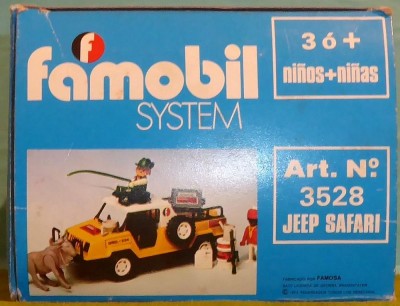 famobil
SYSTEM
36+
niños+niñas
Art. Nº
3528
JEEP SAFARI
FAMOSA